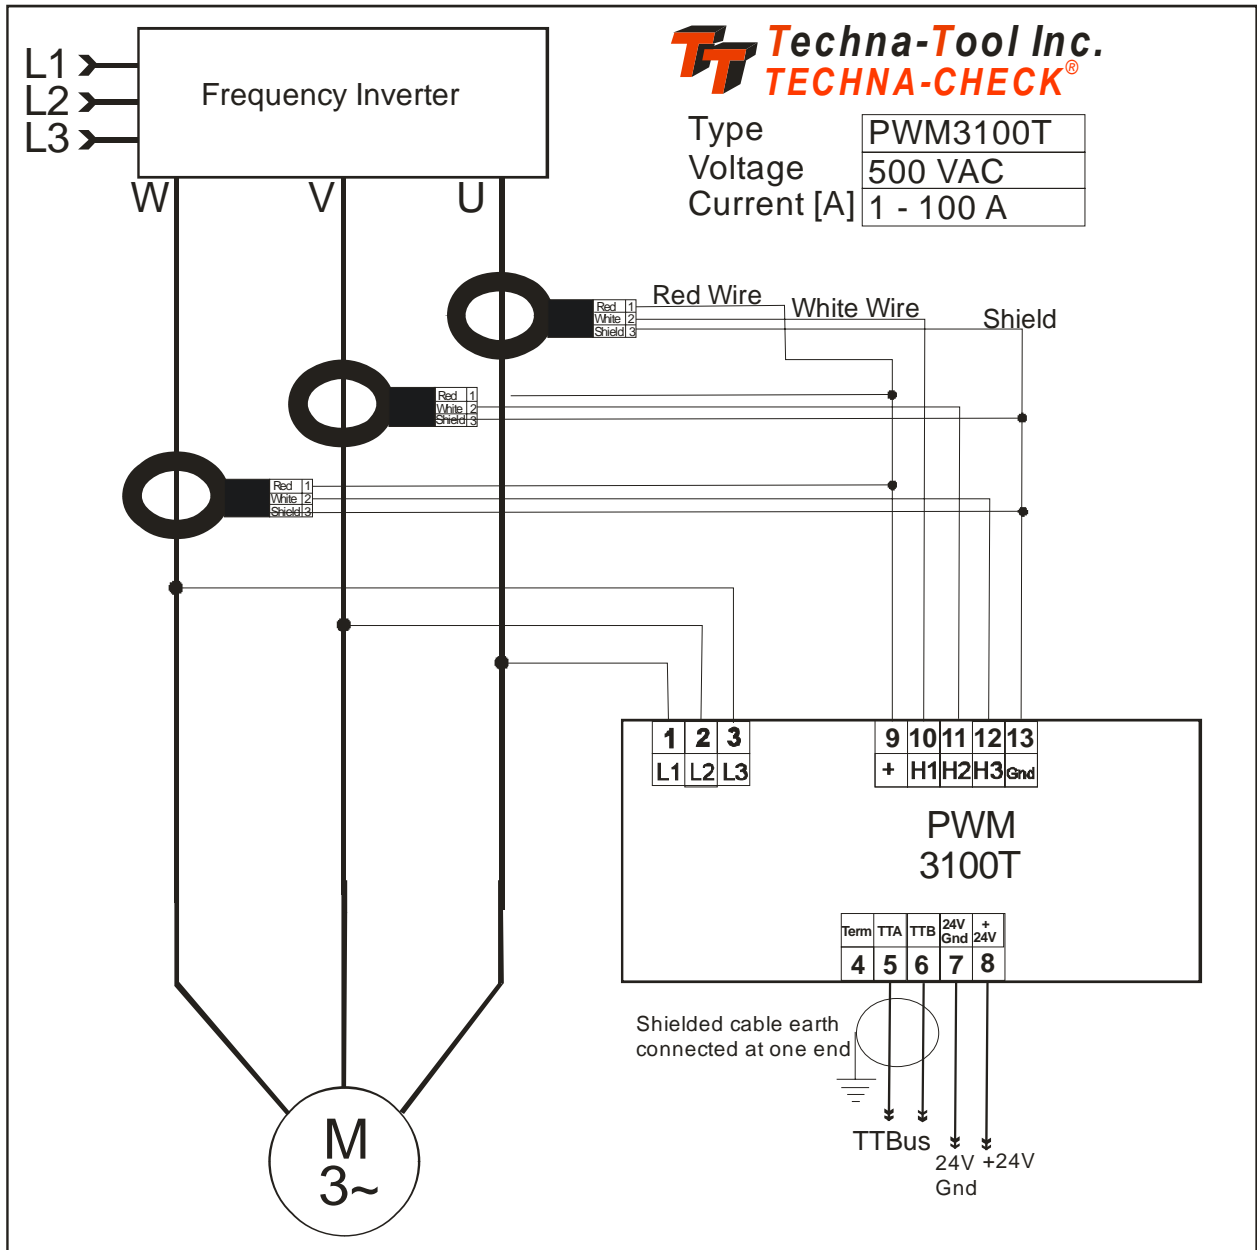 Techna-Tool Inc.
TECHNA-CHECK®
TT
L1
L2
L3
Frequency Inverter
Type PWM3100T
Voltage 500 VAC
Current [A] 1 - 100 A
W V U
Red 1
White 2
Shield 3
Red Wire
White Wire
Shield
Red 1
White 2
Shield 3
Red 1
White 2
Shield 3
1 2 3
L1 L2 L3
9 10 11 12 13
+ H1 H2 H3 Gnd
PWM
3100T
Term TTA TTB 24V Gnd + 24V
4 5 6 7 8
Shielded cable earth
connected at one end
TTBus
24V
Gnd
+24V
M
3~